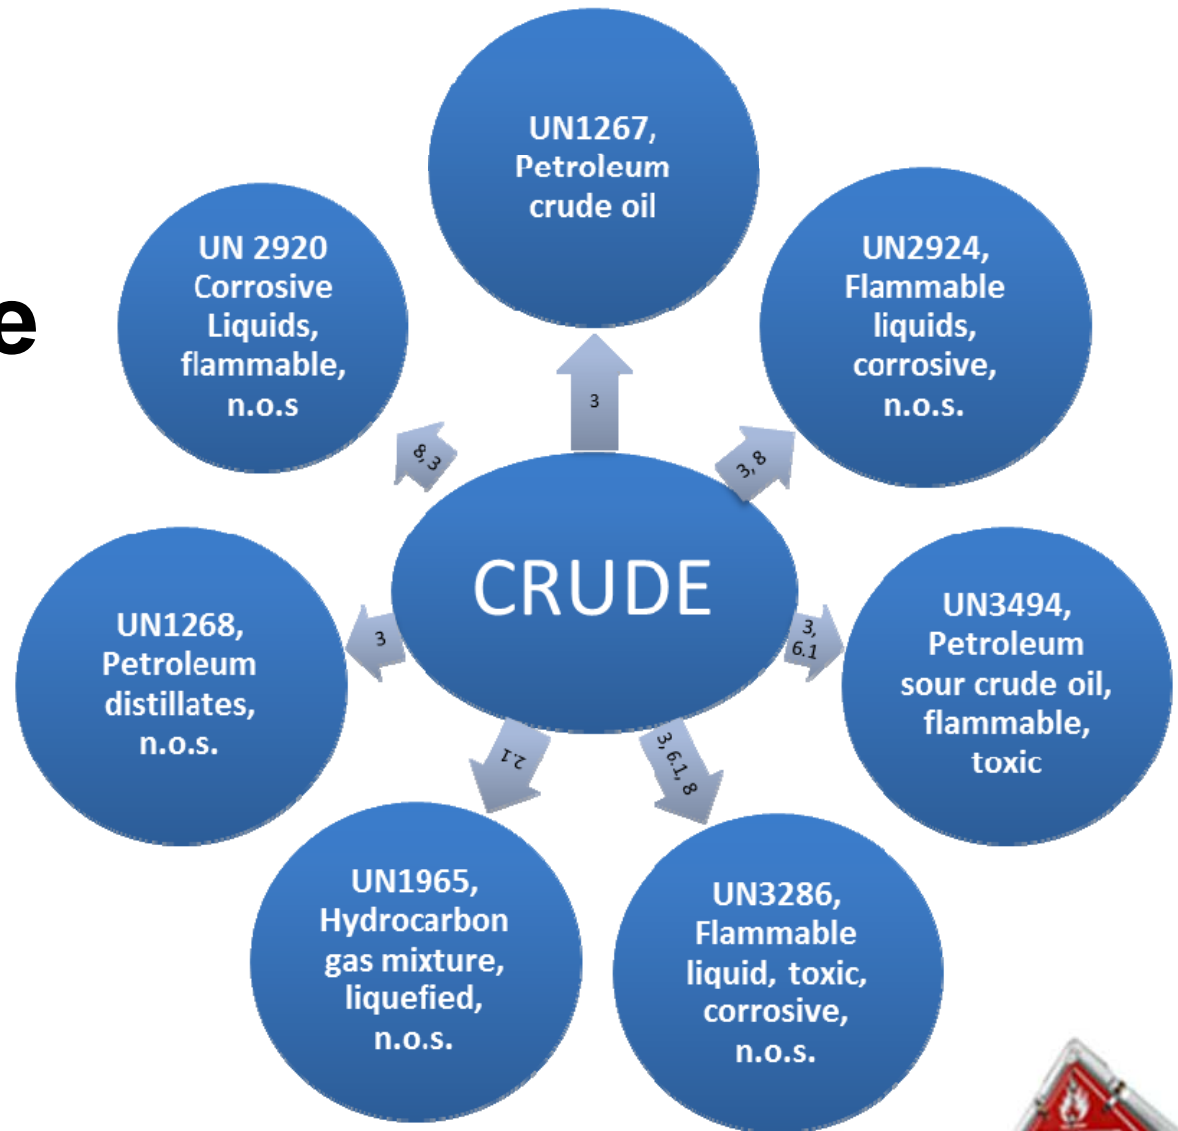 UN1267,
Petroleum
crude oil
UN 2920
Corrosive
Liquids,
flammable,
n.o.s
UN2924,
Flammable
liquids,
corrosive,
n.o.s.
e
3
8, 3
3, 8
CRUDE
UN1268,
Petroleum
distillates,
n.o.s.
3
3,
6.1
UN3494,
Petroleum
sour crude oil,
flammable,
toxic
2.1
3, 6.1, 8
UN1965,
Hydrocarbon
gas mixture,
liquefied,
n.o.s.
UN3286,
Flammable
liquid, toxic,
corrosive,
n.o.s.